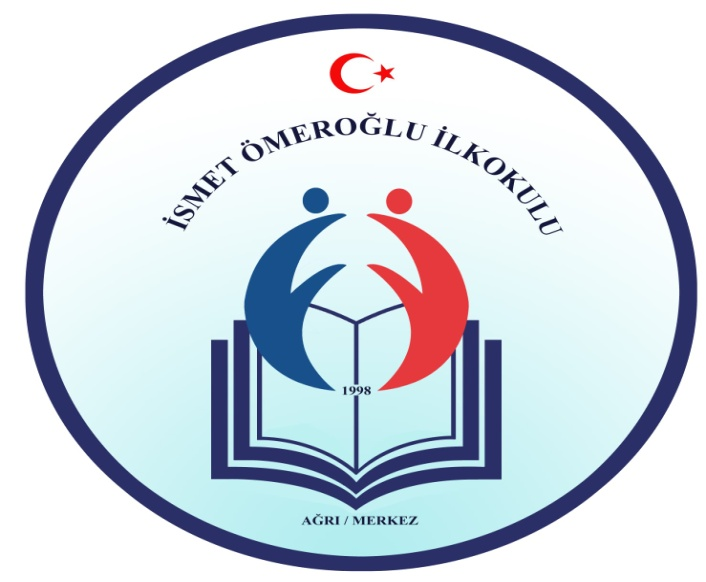 İSMET ÖMEROĞLU İLKOKULU
1998
AĞRI / MERKEZ